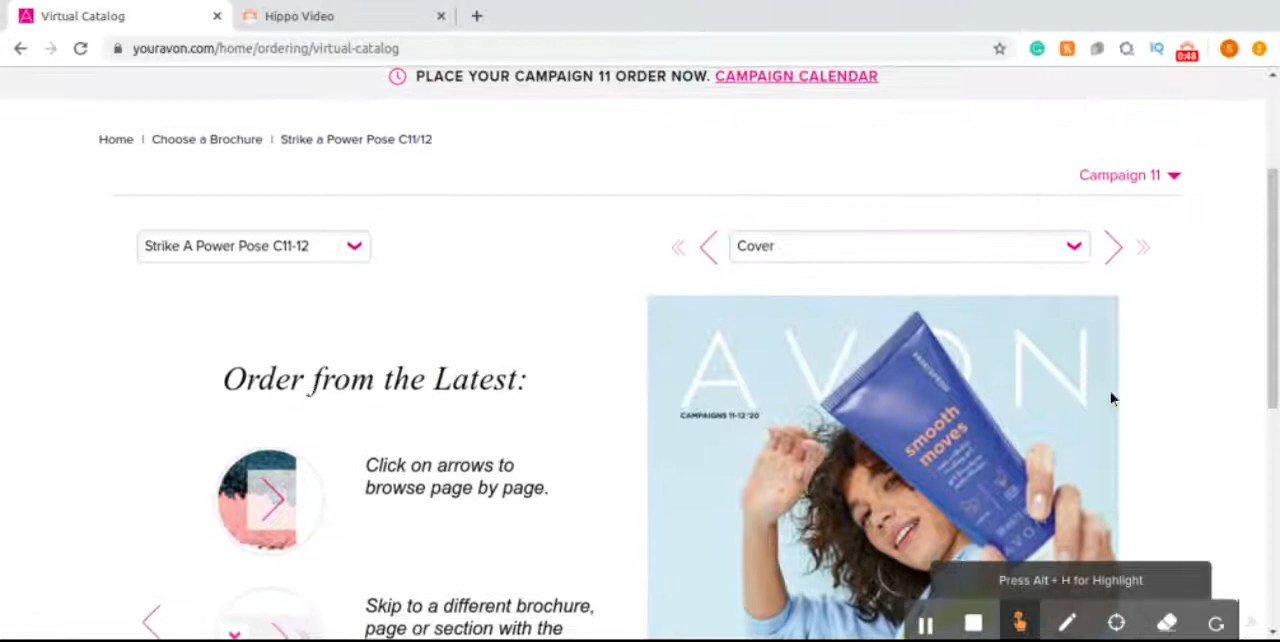 Virtual Catalog
Hippo Video
youravon.com/home/ordering/virtual-catalog
IQ
0:48
S
PLACE YOUR CAMPAIGN 11 ORDER NOW. CAMPAIGN CALENDAR
Home | Choose a Brochure | Strike a Power Pose C11/12
Campaign 11
Strike A Power Pose C11-12
Cover
AVON
CAMPAIGNS 11-12 '20
smooth
moves
AVON
Order from the Latest:
Click on arrows to
browse page by page.
Skip to a different brochure,
page or section with the
Press Alt + H for Highlight